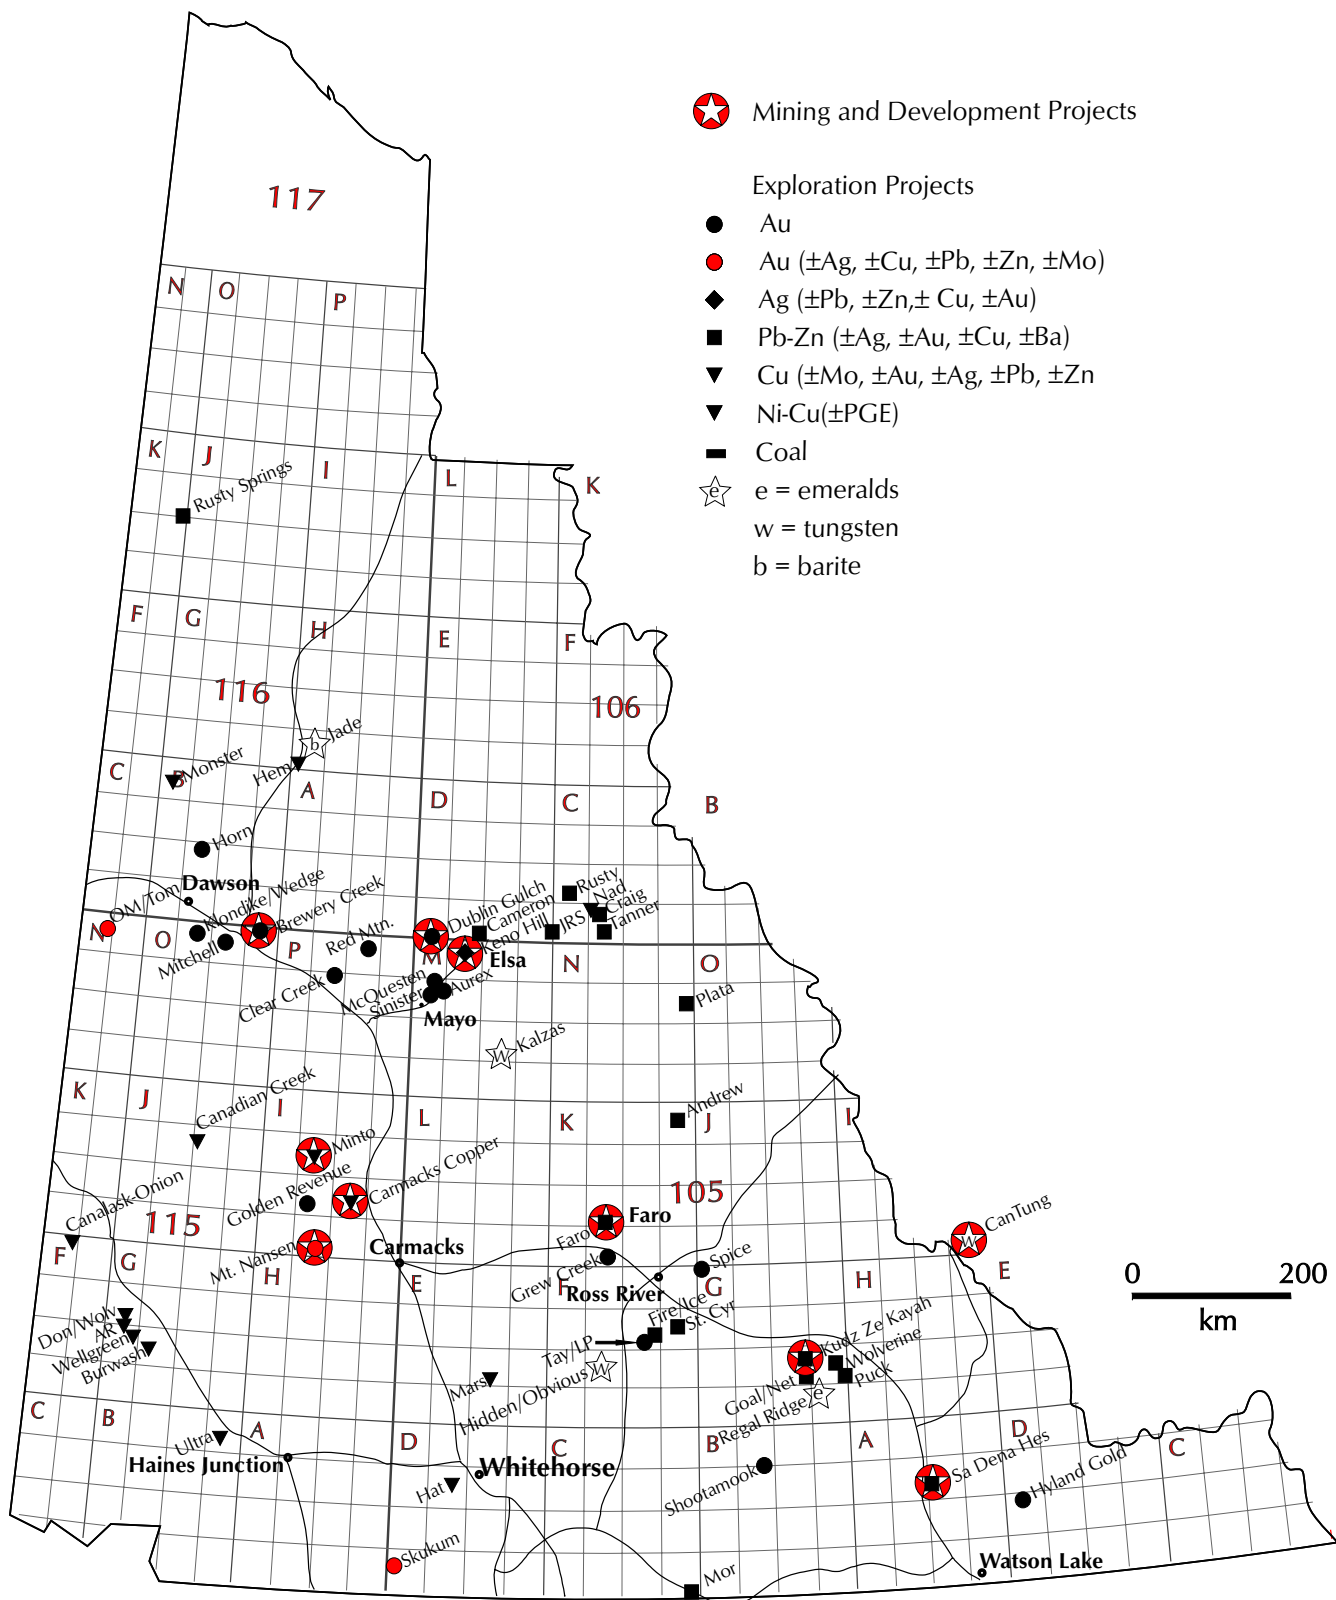 Mining and Development Projects
117
Exploration Projects
Au
Au (±Ag, ±Cu, ±Pb, ±Zn, ±Mo)
N O P
Ag (±Pb, ±Zn,± Cu, ±Au)
Pb-Zn (±Ag, ±Au, ±Cu, ±Ba)
Cu (±Mo, ±Au, ±Ag, ±Pb, ±Zn
Ni-Cu(±PGE)
K J I
Coal
Rusty Springs
L K
e e = emeralds
w = tungsten
b = barite
F G H E F
116
106
b Jade
Monster
Hem
C B A D C B
Horn
Dawson
OM/Tom
Klondike/Wedge
Brewery Creek
Mitchell
Red Mtn.
Clear Creek
Dublin Gulch
Cameron
Keno Hill
Elsa
JRS
Rusty
Nad
Craig
Tanner
N O P M N O
McQuesten
Sinister
Aurex
Mayo
Plata
W Kalzas
Canadian Creek
Andrew
K J I L K J I
Minto
Carmacks Copper
Golden Revenue
Canalask-Onion
115
105
Mt. Nansen
Carmacks
Faro
Faro
Grew Creek
Spice
Ross River
CanTung
w
F G H E F G H E
0 200
km
Don/Wolv
AR
Wellgreen
Burwash
Fire/Ice
St. Cyr
Tay/LP
Hidden/Obvious
W
Mars
Kudz Ze Kayah
Wolverine
Puck
Goal/Net
Regal Ridge
e
C B A D C B A D C
Ultra
Haines Junction
Whitehorse
Hat
Shootamook
Sa Dena Hes
Hyland Gold
Skukum
Mor
Watson Lake